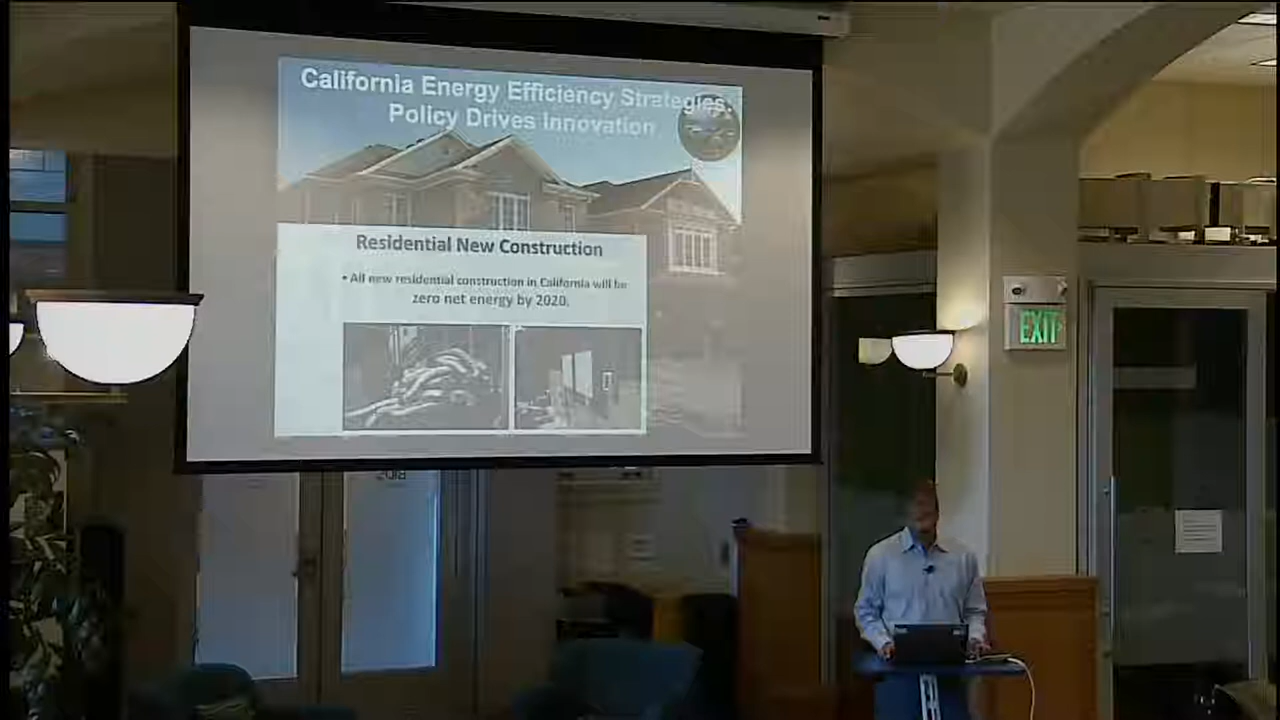 California Energy Efficiency Strategies:
Policy Drives Innovation
Residential New Construction
• All new residential construction in California will be
zero net energy by 2020.
EXIT